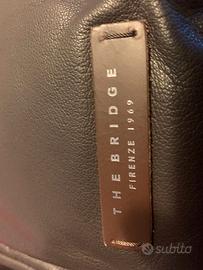 THE BRIDGE
FIRENZE 1969
subito